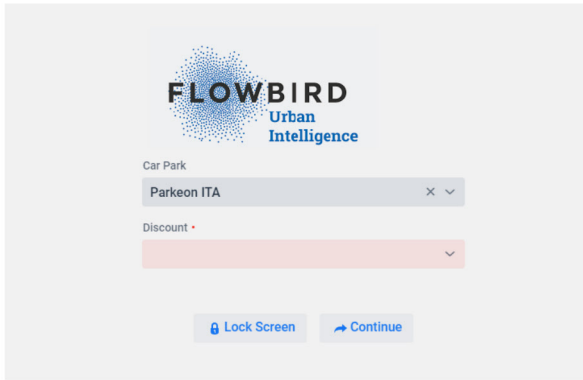 FLOWBIRD
Urban
Intelligence
Car Park
Parkeon ITA
Discount •
Lock Screen
Continue